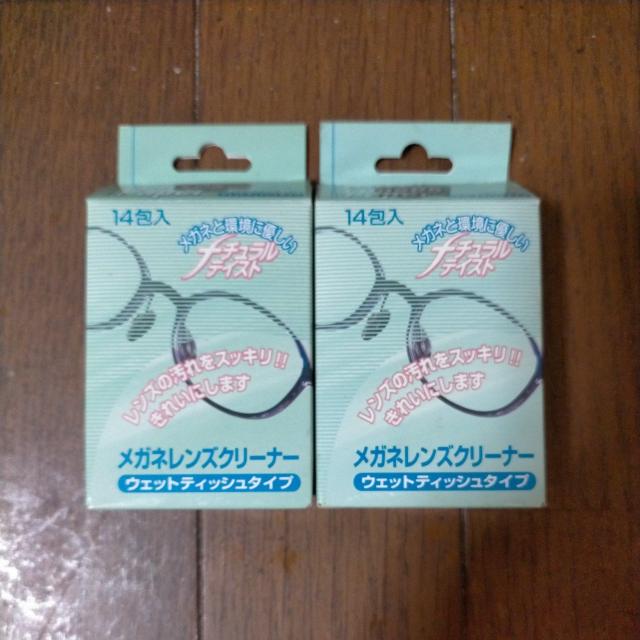 14包入
メガネと環境に優しい
ナチュラル
テイスト
レンズの汚れをスッキリ!!
きれいにします
メガネレンズクリーナー
ウェットティッシュタイプ
14包入
メガネと環境に優しい
ナチュラル
テイスト
レンズの汚れをスッキリ!!
きれいにします
メガネレンズクリーナー
ウェットティッシュタイプ